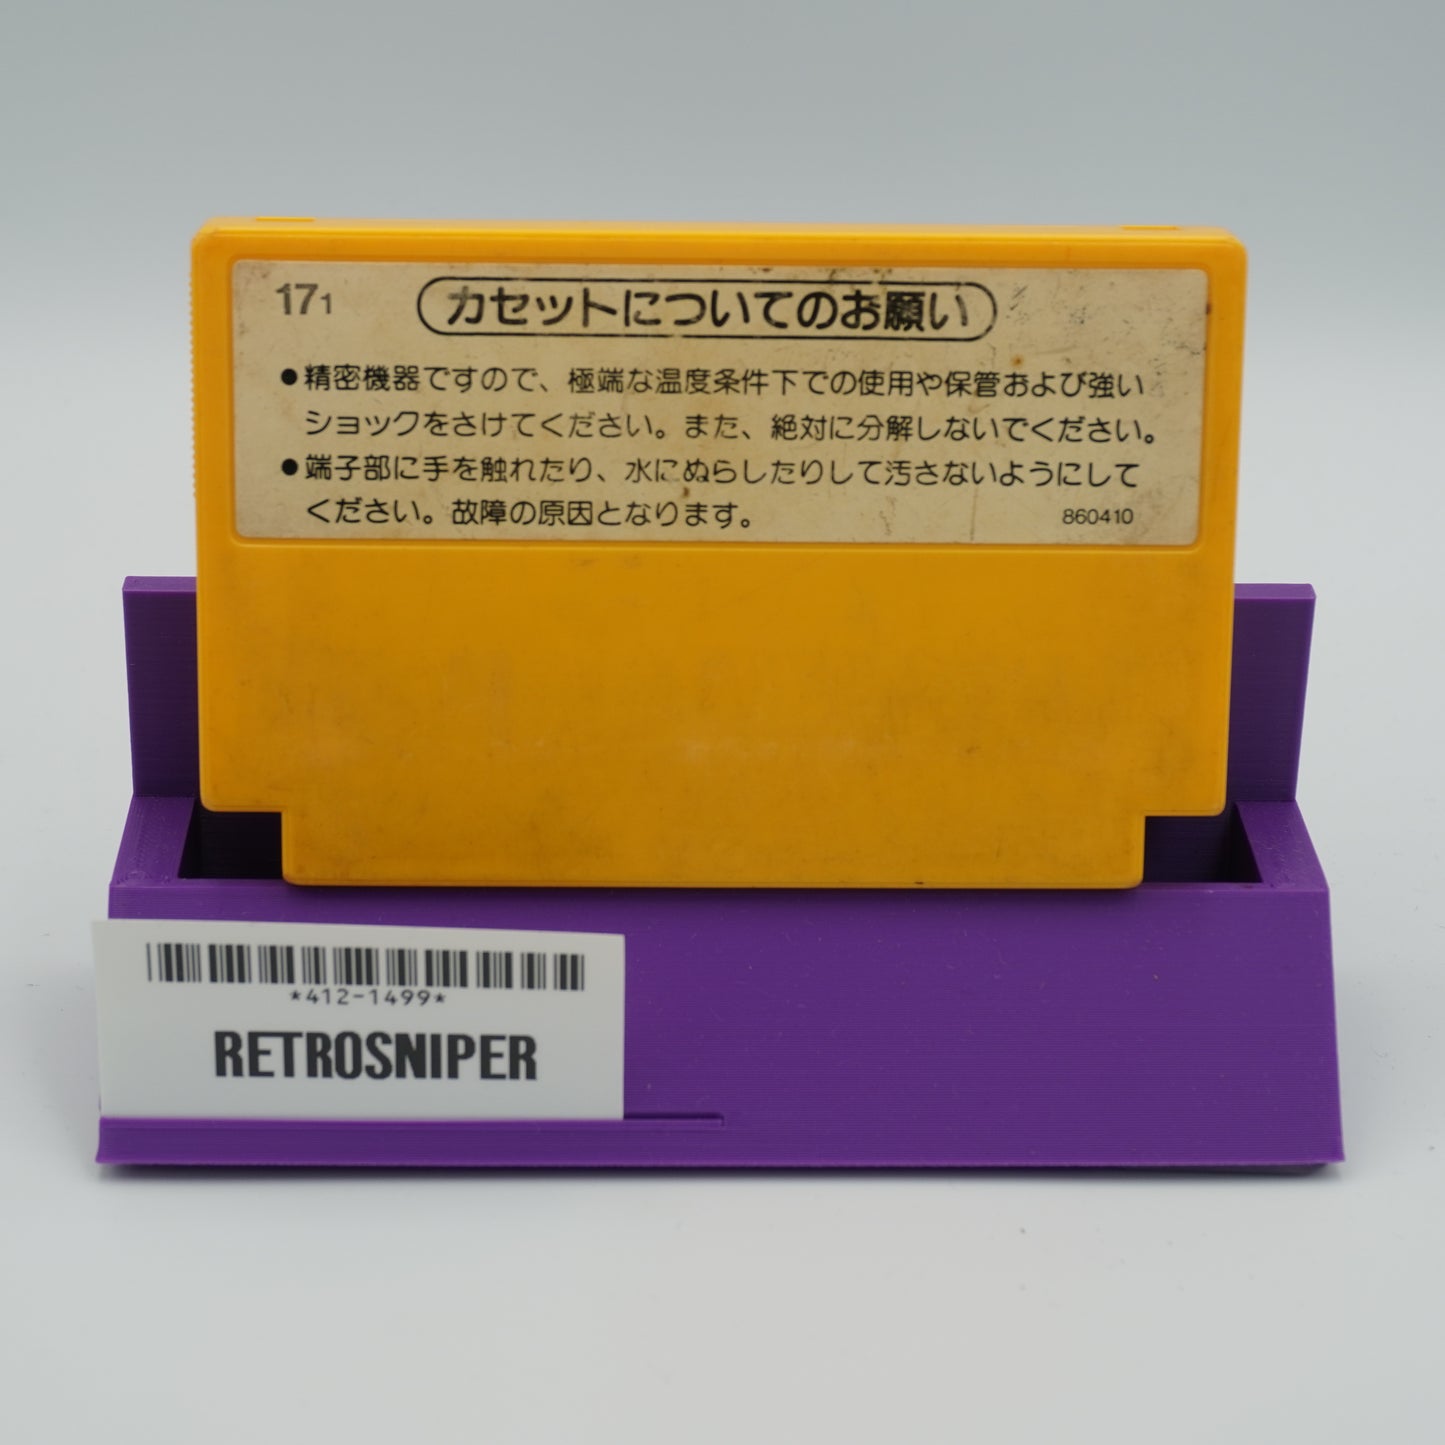 171
カセットについてのお願い
●精密機器ですので、極端な温度条件下での使用や保管および強い
ショックをさけてください。また、絶対に分解しないでください。
●端子部に手を触れたり、水にぬらしたりして汚さないようにして
ください。故障の原因となります。
860410
*412-1499*
RETROSNIPER